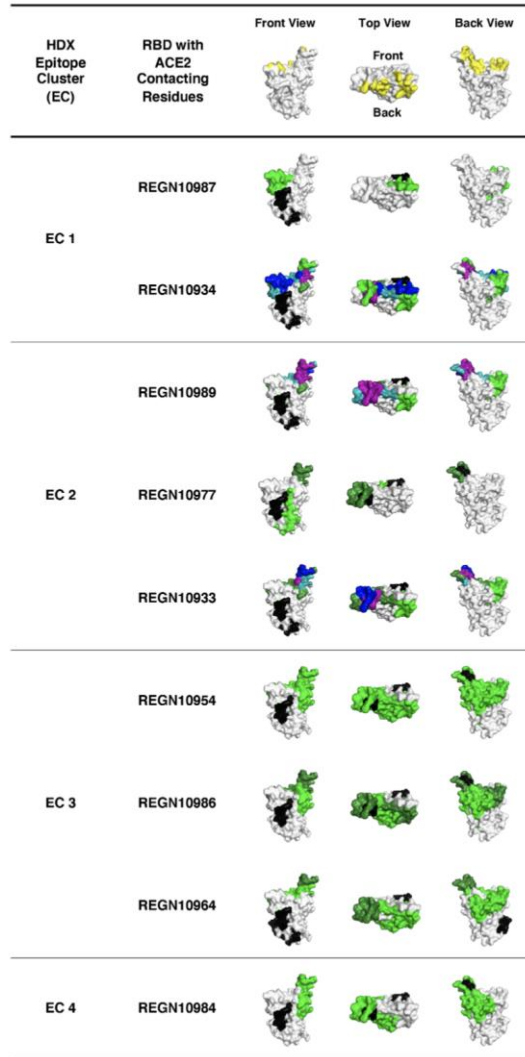 HDX
Epitope
Cluster
(EC)
RBD with
ACE2
Contacting
Residues
Front View
Top View
Back View
Front
Back
EC 1
REGN10987
REGN10934
EC 2
REGN10989
REGN10977
REGN10933
EC 3
REGN10954
REGN10986
REGN10964
EC 4
REGN10984